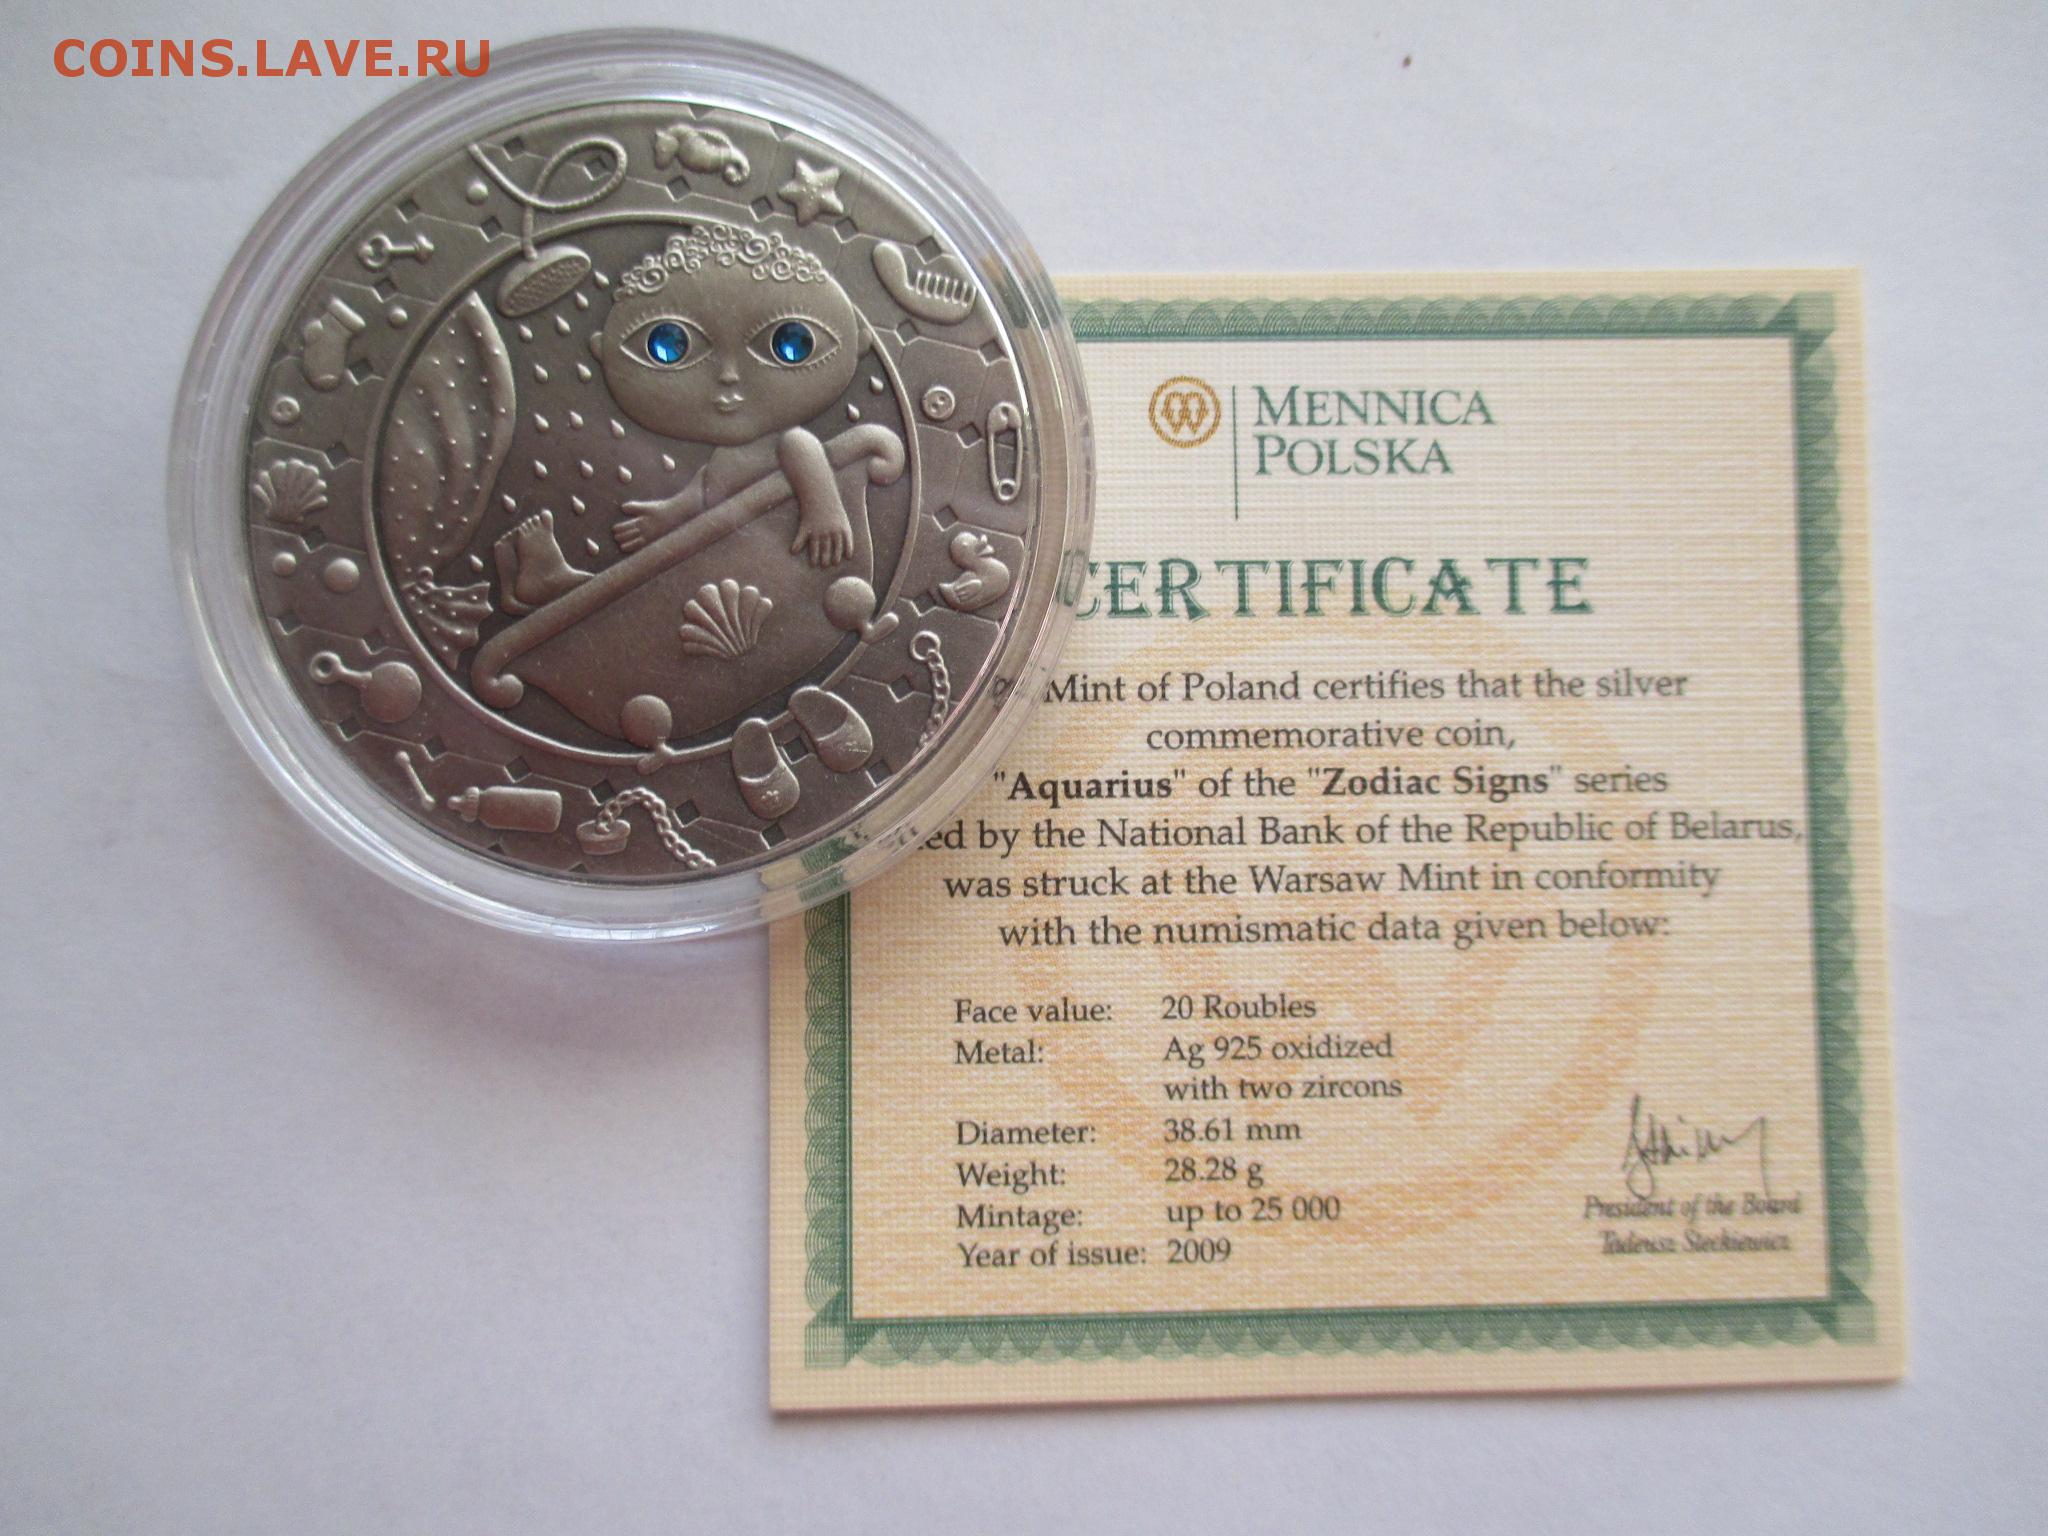 COINS.LAVE.RU
MENNICA
POLSKA
CERTIFICATE
Mint of Poland certifies that the silver
commemorative coin,
"Aquarius" of the "Zodiac Signs" series
ed by the National Bank of the Republic of Belarus,
was struck at the Warsaw Mint in conformity
with the numismatic data given below:
Face value: 20 Roubles
Metal: Ag 925 oxidized
with two zircons
Diameter: 38.61 mm
Weight: 28.28 g
Mintage: up to 25 000
Year of issue: 2009
President of the Board
Tadeusz Steckiewicz